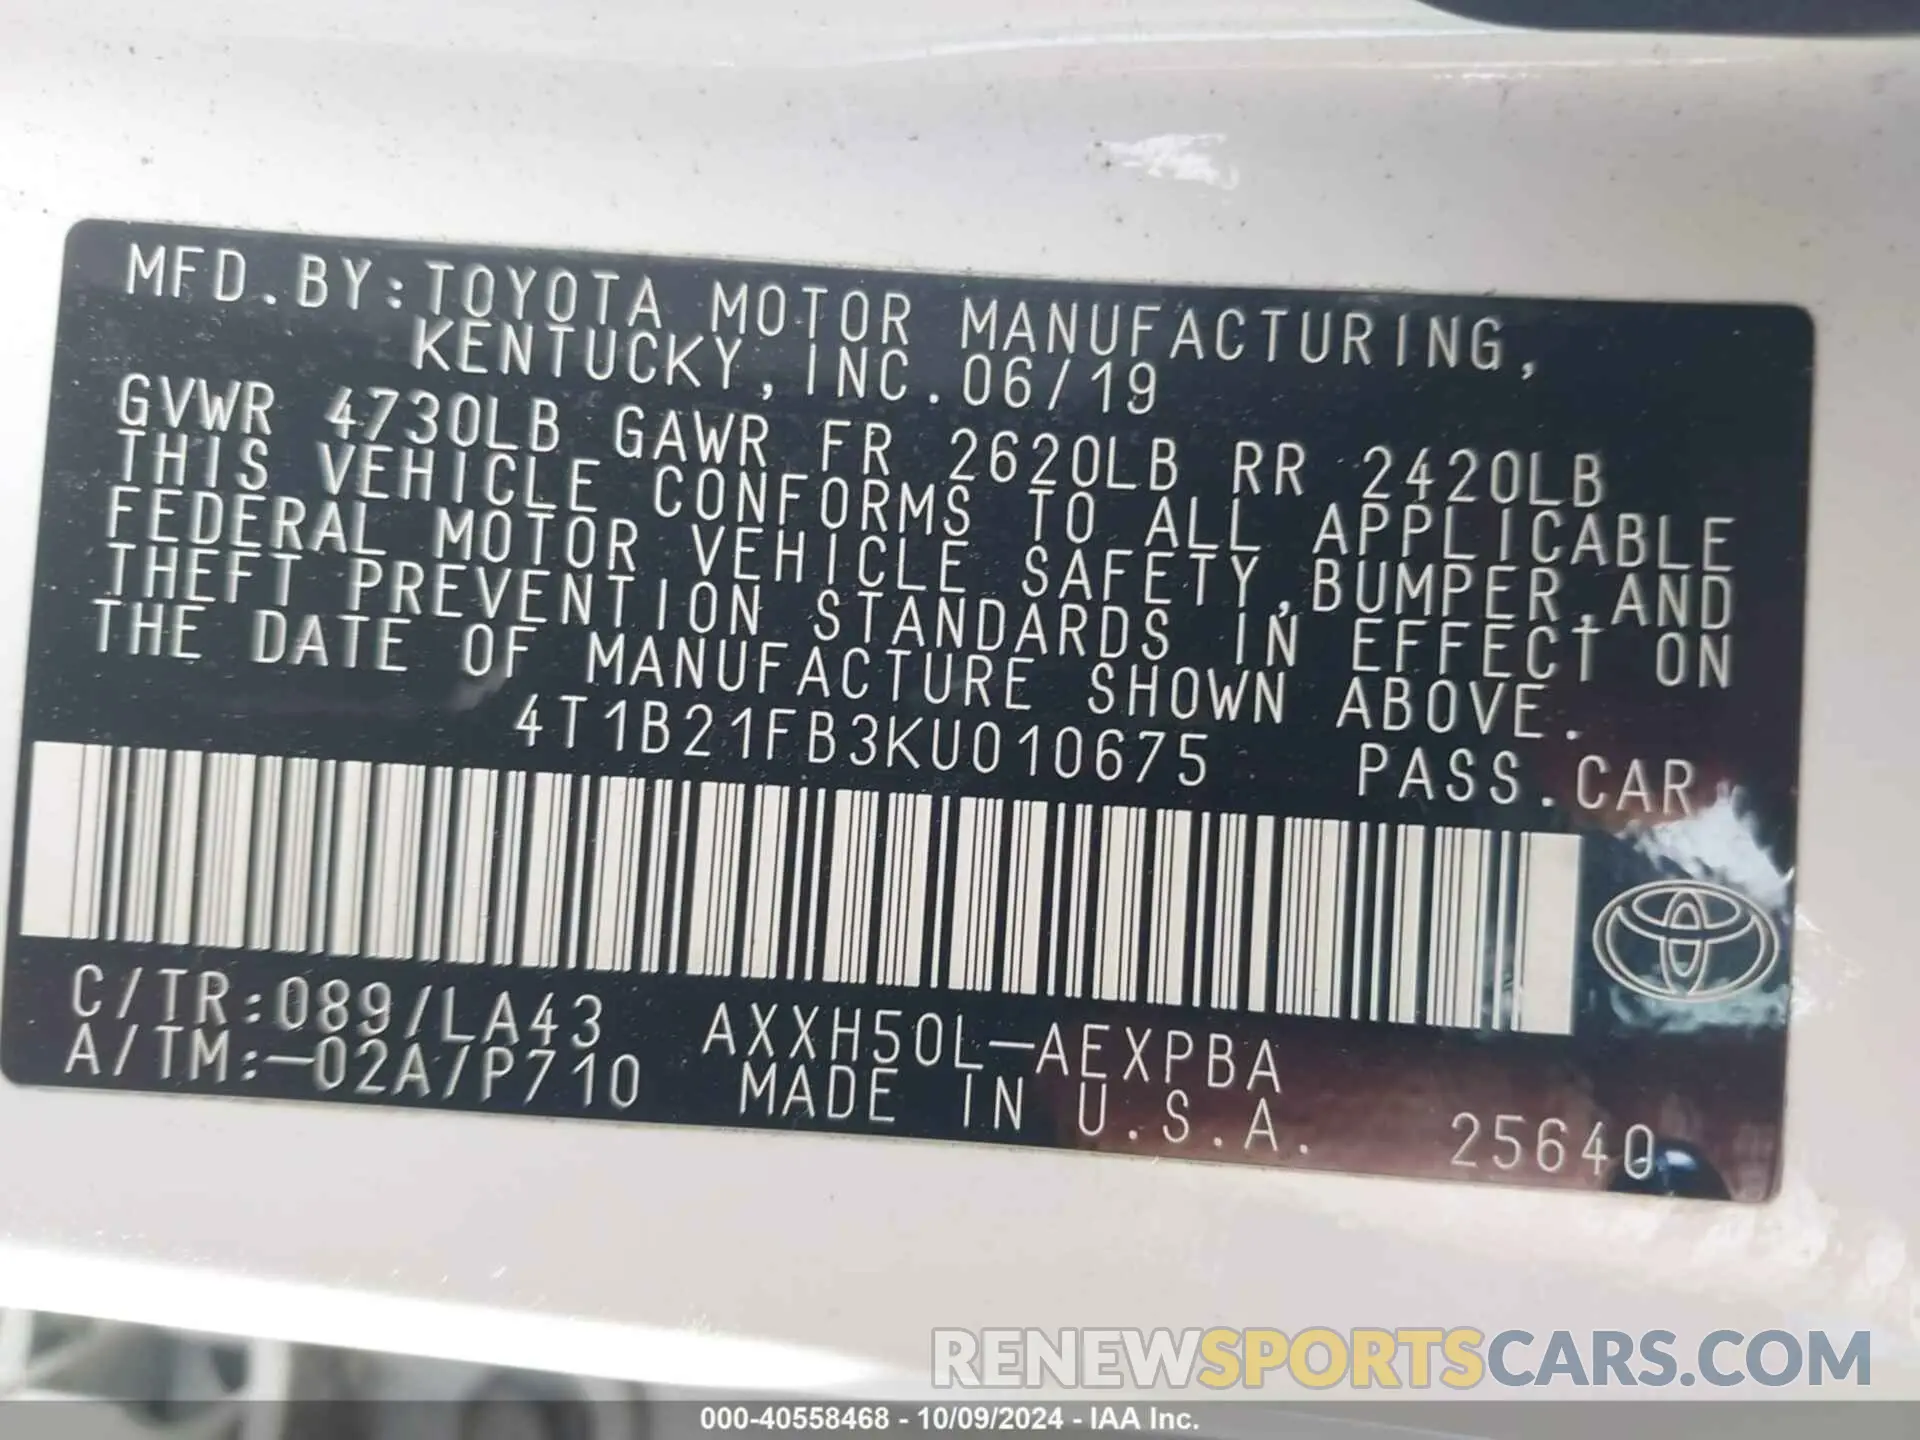 MFD.BY:TOYOTA MOTOR MANUFACTURING,
KENTUCKY,INC.06/19
GVWR 4730LB GAWR FR 2620LB RR 2420LB
THIS VEHICLE CONFORMS TO ALL APPLICABLE
FEDERAL MOTOR VEHICLE SAFETY,BUMPER,AND
THEFT PREVENTION STANDARDS IN EFFECT ON
THE DATE OF MANUFACTURE SHOWN ABOVE.
4T1B21FB3KU010675 PASS.CAR
C/TR:089/LA43 AXXH50L-AEXPBA
A/TM:-02A/P710 MADE IN U.S.A. 25640
RENEWSPORTSCARS.COM
000-40558468 - 10/09/2024 - IAA Inc.